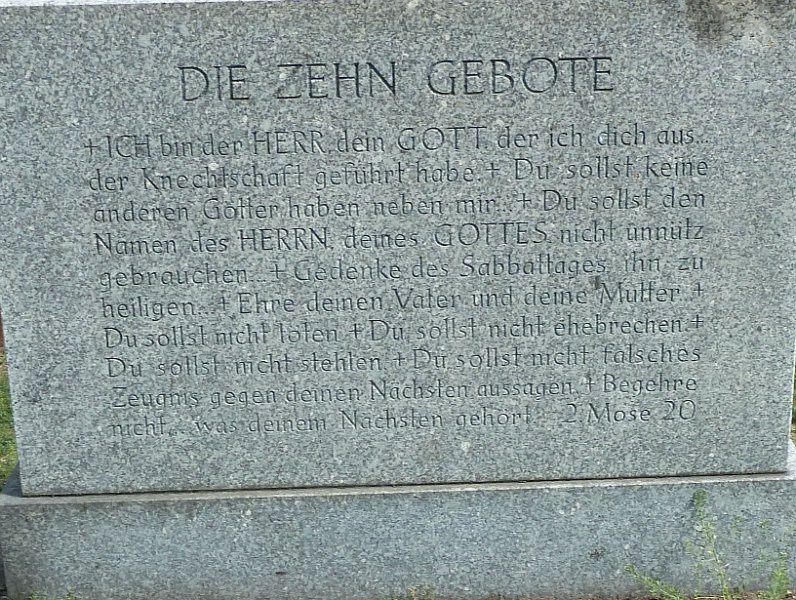 DIE ZEHN GEBOTE
+ ICH bin der HERR, dein GOTT, der ich dich aus...
der Knechtschaft geführt habe. + Du sollst keine
anderen Götter haben neben mir... + Du sollst den
Namen des HERRN, deines GOTTES, nicht unnütz
gebrauchen... + Gedenke des Sabbattages, ihn zu
heiligen... + Ehre deinen Vater und deine Mutter. +
Du sollst nicht töten. + Du sollst nicht ehebrechen. +
Du sollst nicht stehlen. + Du sollst nicht falsches
Zeugnis gegen deinen Nächsten aussagen. + Begehre
nicht... was deinem Nächsten gehört. 2. Mose 20